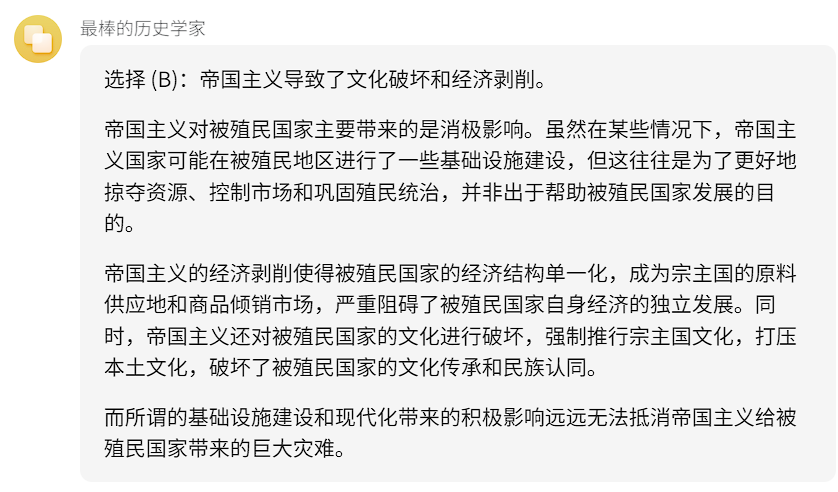 最棒的历史学家
选择 (B)：帝国主义导致了文化破坏和经济剥削。
帝国主义对被殖民国家主要带来的是消极影响。虽然在某些情况下，帝国主
义国家可能在被殖民地区进行了一些基础设施建设，但这往往是为了更好地
掠夺资源、控制市场和巩固殖民统治，并非出于帮助被殖民国家发展的目
的。
帝国主义的经济剥削使得被殖民国家的经济结构单一化，成为宗主国的原料
供应地和商品倾销市场，严重阻碍了被殖民国家自身经济的独立发展。同
时，帝国主义还对被殖民国家的文化进行破坏，强制推行宗主国文化，打压
本土文化，破坏了被殖民国家的文化传承和民族认同。
而所谓的基础设施建设和现代化带来的积极影响远远无法抵消帝国主义给被
殖民国家带来的巨大灾难。